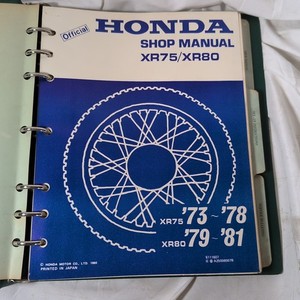 Official
HONDA
SHOP MANUAL
XR75/XR80
XR75 '73~'78
XR80 '79~'81
© HONDA MOTOR CO., LTD. 1980
PRINTED IN JAPAN